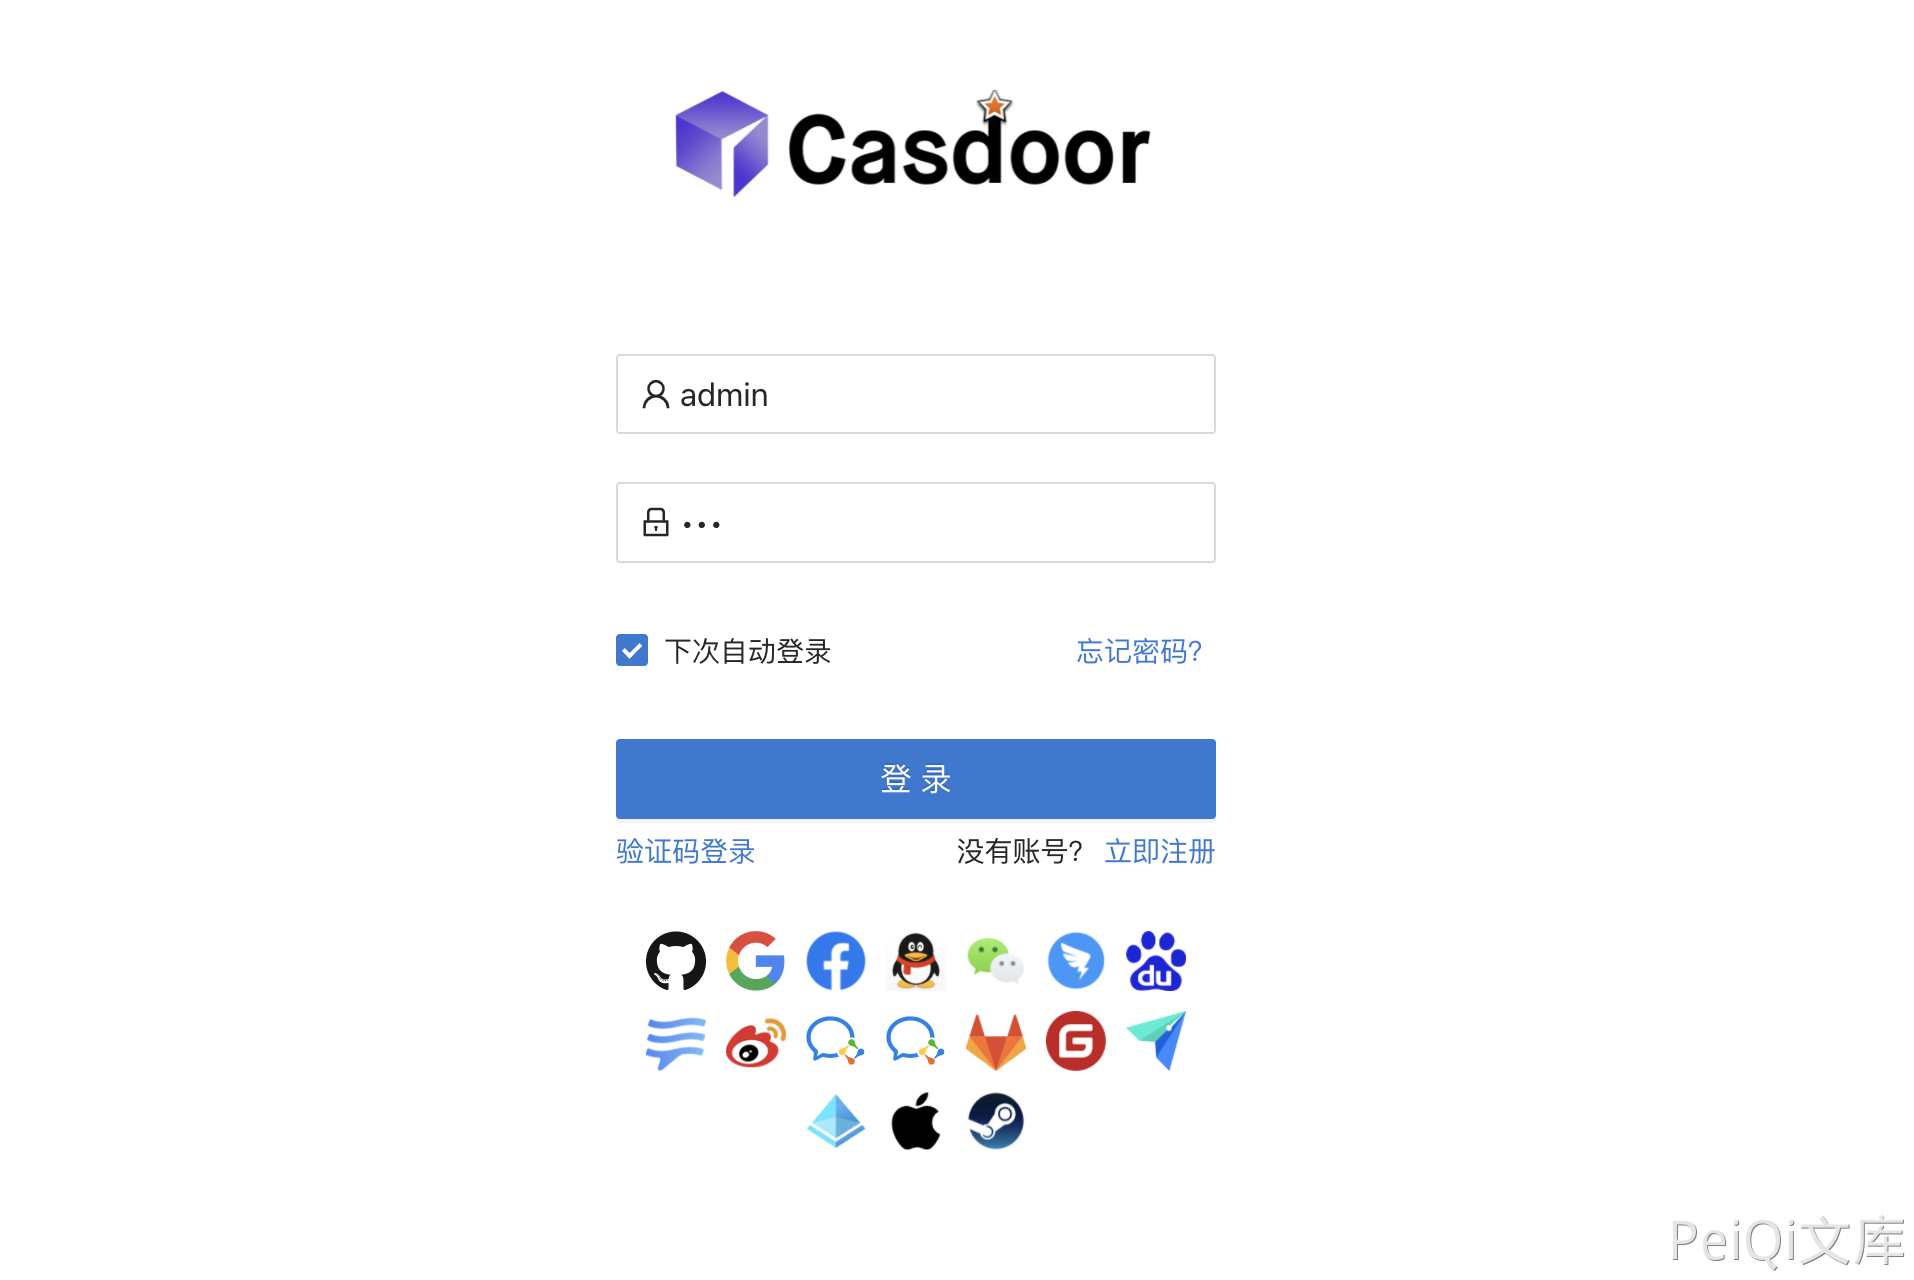 Casdoor
admin
下次自动登录 忘记密码?
登 录
验证码登录 没有账号? 立即注册
du
PeiQi文库